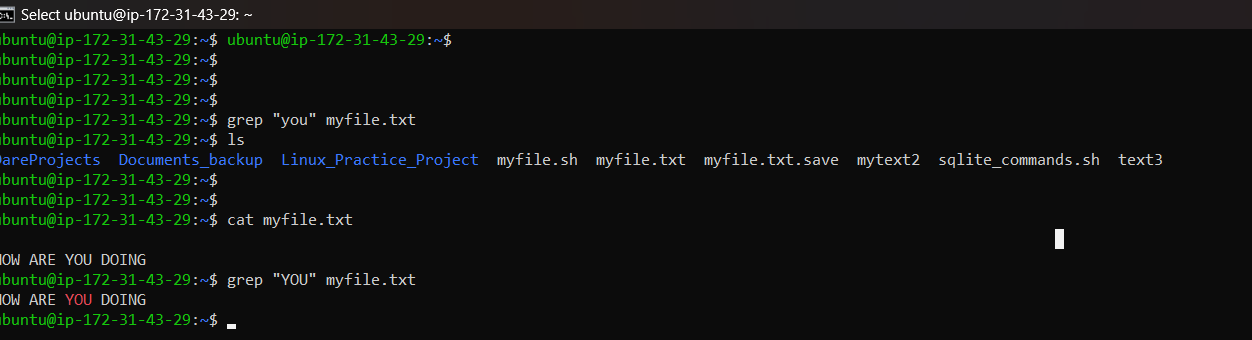 Select ubuntu@ip-172-31-43-29: ~
ubuntu@ip-172-31-43-29:~$ ubuntu@ip-172-31-43-29:~$
ubuntu@ip-172-31-43-29:~$
ubuntu@ip-172-31-43-29:~$
ubuntu@ip-172-31-43-29:~$
ubuntu@ip-172-31-43-29:~$ grep "you" myfile.txt
ubuntu@ip-172-31-43-29:~$ ls
DareProjects Documents_backup Linux_Practice_Project myfile.sh myfile.txt myfile.txt.save mytext2 sqlite_commands.sh text3
ubuntu@ip-172-31-43-29:~$
ubuntu@ip-172-31-43-29:~$
ubuntu@ip-172-31-43-29:~$ cat myfile.txt
HOW ARE YOU DOING
ubuntu@ip-172-31-43-29:~$ grep "YOU" myfile.txt
HOW ARE YOU DOING
ubuntu@ip-172-31-43-29:~$